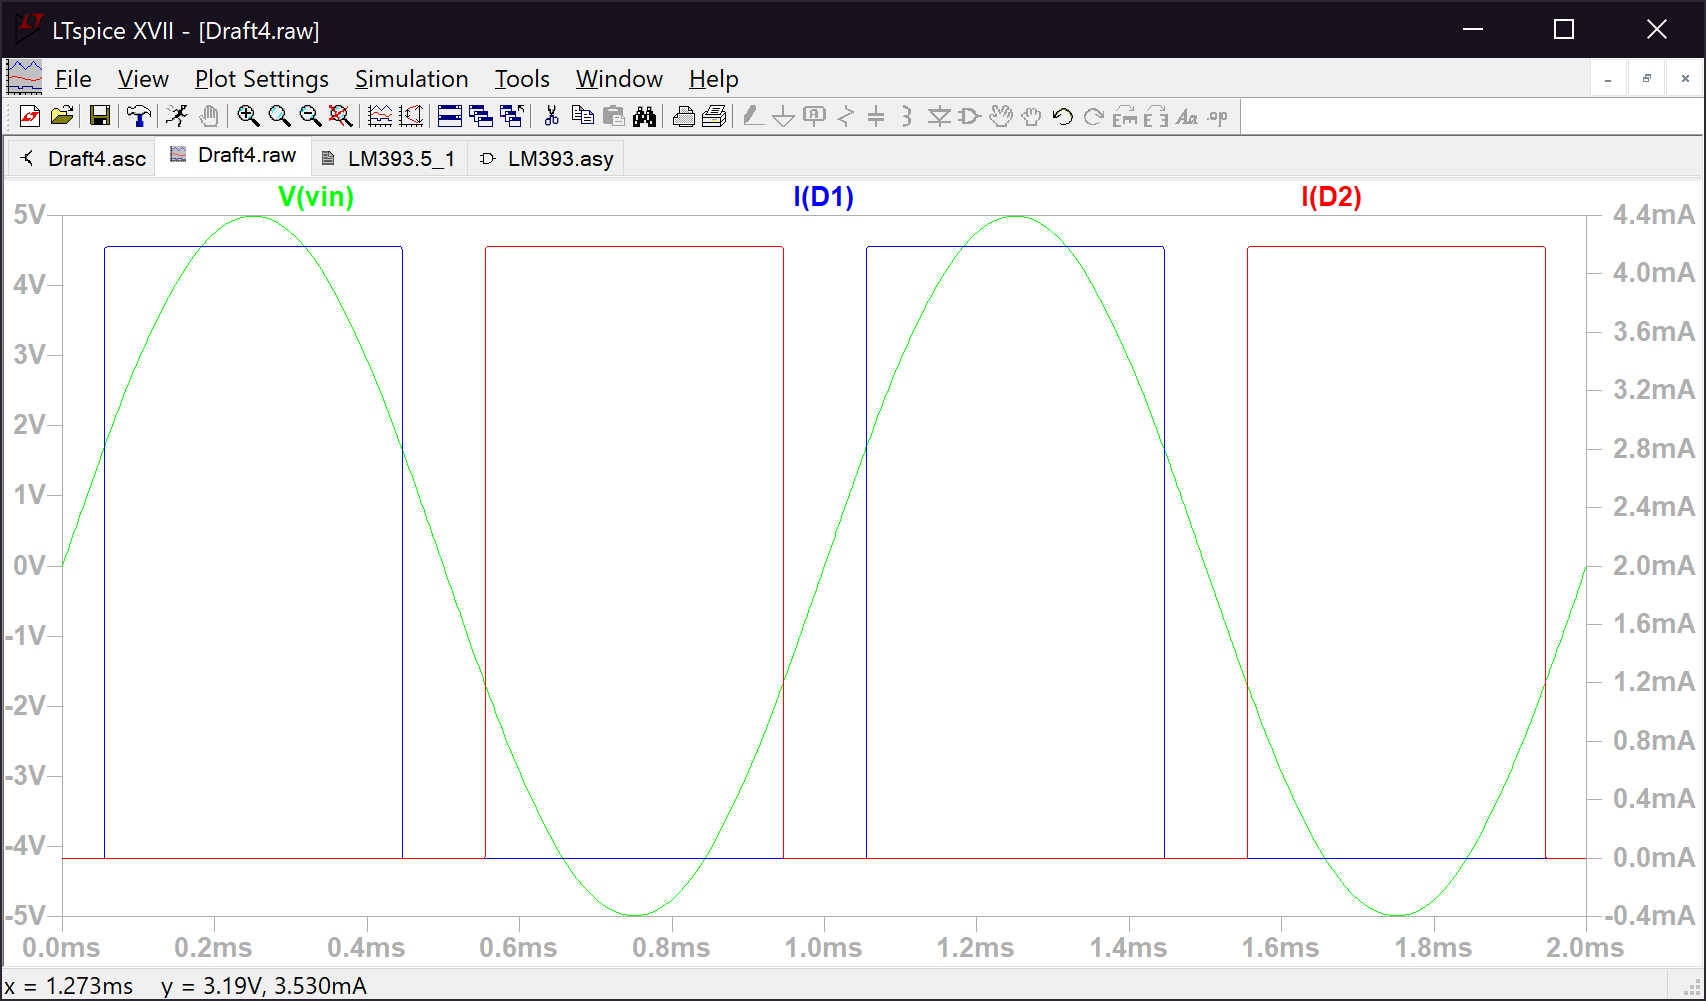 LTspice XVII - [Draft4.raw]
File View Plot Settings Simulation Tools Window Help
Draft4.asc Draft4.raw LM393.5_1 LM393.asy
V(vin) I(D1) I(D2)
5V 4.4mA
4V 4.0mA
3V 3.6mA
2V 3.2mA
1V 2.8mA
0V 2.4mA
-1V 2.0mA
-2V 1.6mA
-3V 1.2mA
-4V 0.8mA
-5V 0.4mA
0.0mA
-0.4mA
0.0ms 0.2ms 0.4ms 0.6ms 0.8ms 1.0ms 1.2ms 1.4ms 1.6ms 1.8ms 2.0ms
x = 1.273ms y = 3.19V, 3.530mA